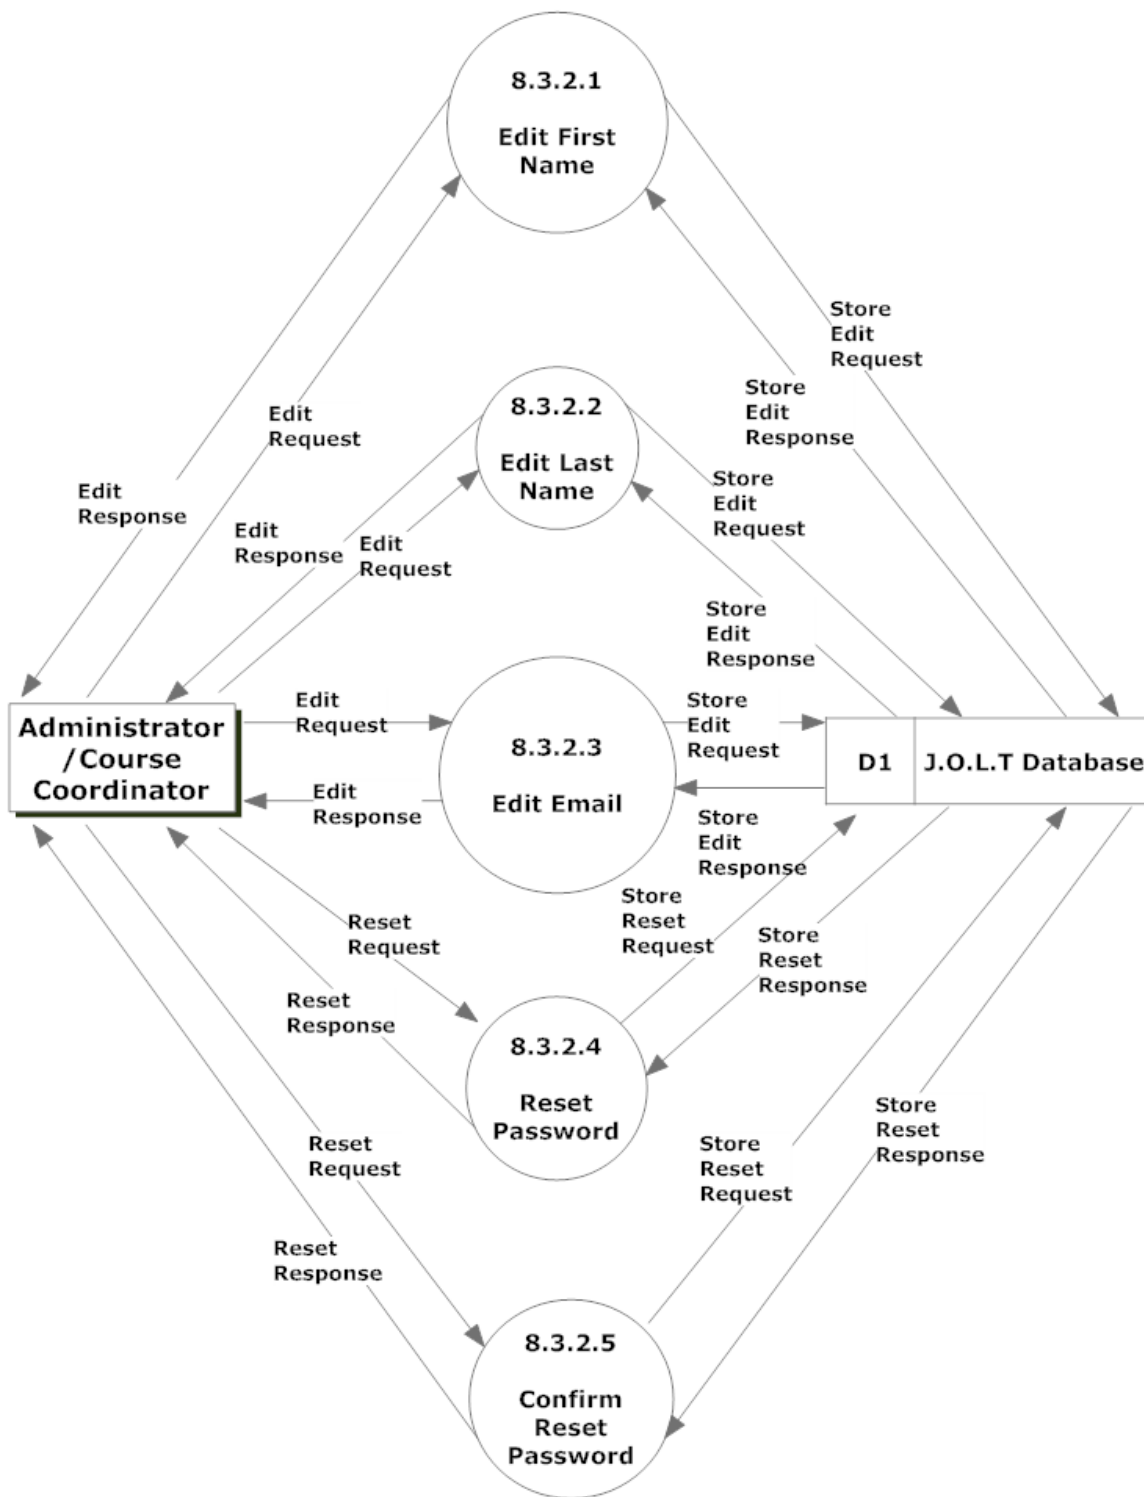 8.3.2.1
Edit First
Name
Store
Edit
Request
Store
Edit
Response
Edit
Request
Edit
Response
8.3.2.2
Edit Last
Name
Store
Edit
Request
Edit
Response
Edit
Request
Store
Edit
Response
Administrator
/Course
Coordinator
Edit
Request
8.3.2.3
Edit Email
Store
Edit
Request
D1
J.O.L.T Database
Edit
Response
Store
Edit
Response
Reset
Request
Store
Reset
Request
Store
Reset
Response
Reset
Response
8.3.2.4
Reset
Password
Reset
Request
Store
Reset
Request
Store
Reset
Response
Reset
Response
8.3.2.5
Confirm
Reset
Password